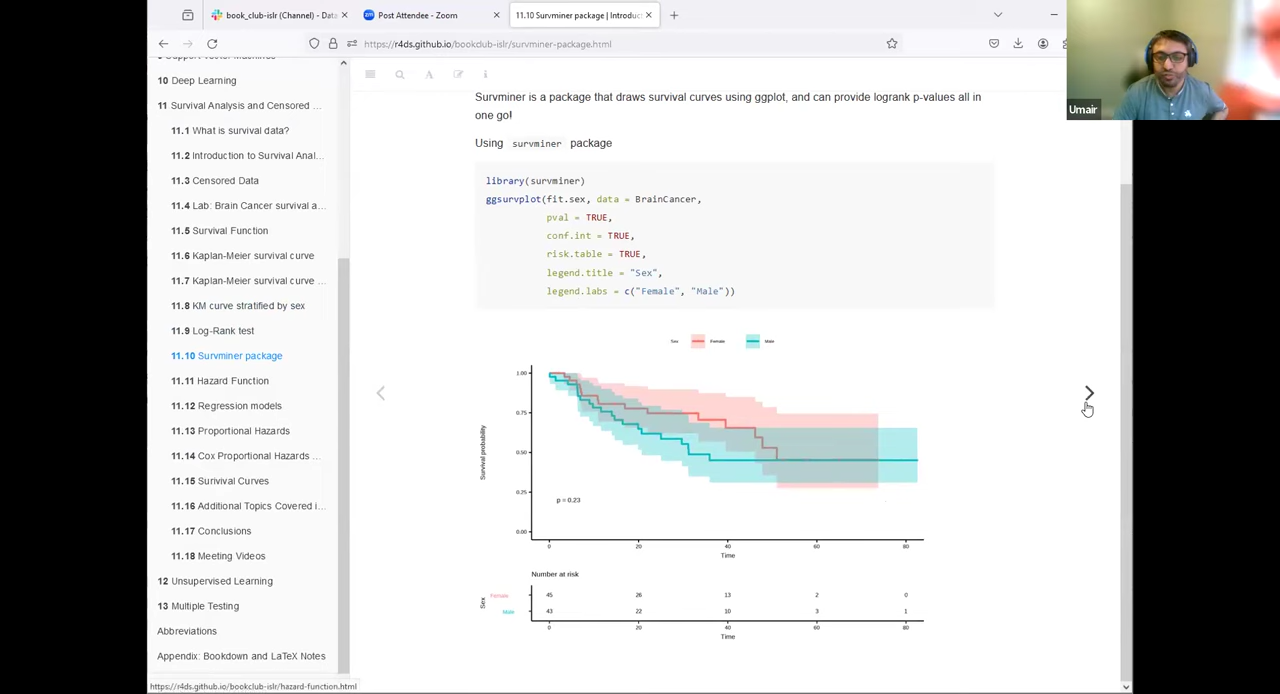 book_club-islr (Channel) - Dat
Post Attendee - Zoom
11.10 Survminer package | Introduc
https://r4ds.github.io/bookclub-islr/survminer-package.html
Umair
10 Deep Learning
11 Survival Analysis and Censored ...
11.1 What is survival data?
11.2 Introduction to Survival Anal...
11.3 Censored Data
11.4 Lab: Brain Cancer survival a...
11.5 Survival Function
11.6 Kaplan-Meier survival curve
11.7 Kaplan-Meier survival curve ...
11.8 KM curve stratified by sex
11.9 Log-Rank test
11.10 Survminer package
11.11 Hazard Function
11.12 Regression models
11.13 Proportional Hazards
11.14 Cox Proportional Hazards ...
11.15 Surivival Curves
11.16 Additional Topics Covered i...
11.17 Conclusions
11.18 Meeting Videos
12 Unsupervised Learning
13 Multiple Testing
Abbreviations
Appendix: Bookdown and LaTeX Notes
https://r4ds.github.io/bookclub-islr/hazard-function.html
Survminer is a package that draws survival curves using ggplot, and can provide logrank p-values all in
one go!
Using survminer package
library(survminer)
ggsurvplot(fit.sex, data = BrainCancer,
pval = TRUE,
conf.int = TRUE,
risk.table = TRUE,
legend.title = "Sex",
legend.labs = c("Female", "Male"))
Sex Female Male
1.00
0.75
0.50
0.25
0.00
Survival probability
p = 0.23
0 20 40 60 80
Time
Number at risk
Sex
Female 45 26 13 2 0
Male 43 22 10 3 1
0 20 40 60 80
Time